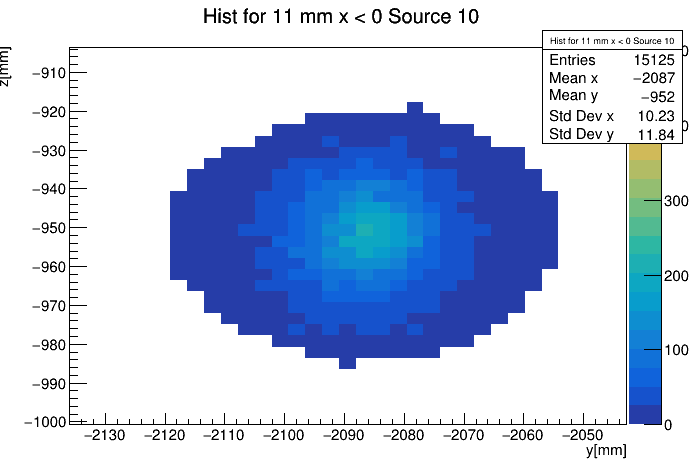 Hist for 11 mm x < 0 Source 10
z[mm]
Hist for 11 mm x < 0 Source 10
Entries 15125
Mean x −2087
Mean y −952
Std Dev x 10.23
Std Dev y 11.84
−910
−920
−930
−940
−950
−960
−970
−980
−990
−1000
0
0
300
200
100
0
−2130 −2120 −2110 −2100 −2090 −2080 −2070 −2060 −2050
y[mm]